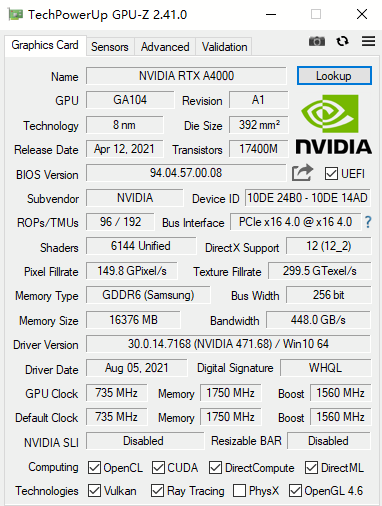 TechPowerUp GPU-Z 2.41.0
Graphics Card Sensors Advanced Validation
Name NVIDIA RTX A4000 Lookup
GPU GA104 Revision A1
Technology 8 nm Die Size 392 mm²
Release Date Apr 12, 2021 Transistors 17400M
NVIDIA
BIOS Version 94.04.57.00.08 UEFI
Subvendor NVIDIA Device ID 10DE 24B0 - 10DE 14AD
ROPs/TMUs 96 / 192 Bus Interface PCIe x16 4.0 @ x16 4.0 ?
Shaders 6144 Unified DirectX Support 12 (12_2)
Pixel Fillrate 149.8 GPixel/s Texture Fillrate 299.5 GTexel/s
Memory Type GDDR6 (Samsung) Bus Width 256 bit
Memory Size 16376 MB Bandwidth 448.0 GB/s
Driver Version 30.0.14.7168 (NVIDIA 471.68) / Win10 64
Driver Date Aug 05, 2021 Digital Signature WHQL
GPU Clock 735 MHz Memory 1750 MHz Boost 1560 MHz
Default Clock 735 MHz Memory 1750 MHz Boost 1560 MHz
NVIDIA SLI Disabled Resizable BAR Disabled
Computing OpenCL CUDA DirectCompute DirectML
Technologies Vulkan Ray Tracing PhysX OpenGL 4.6